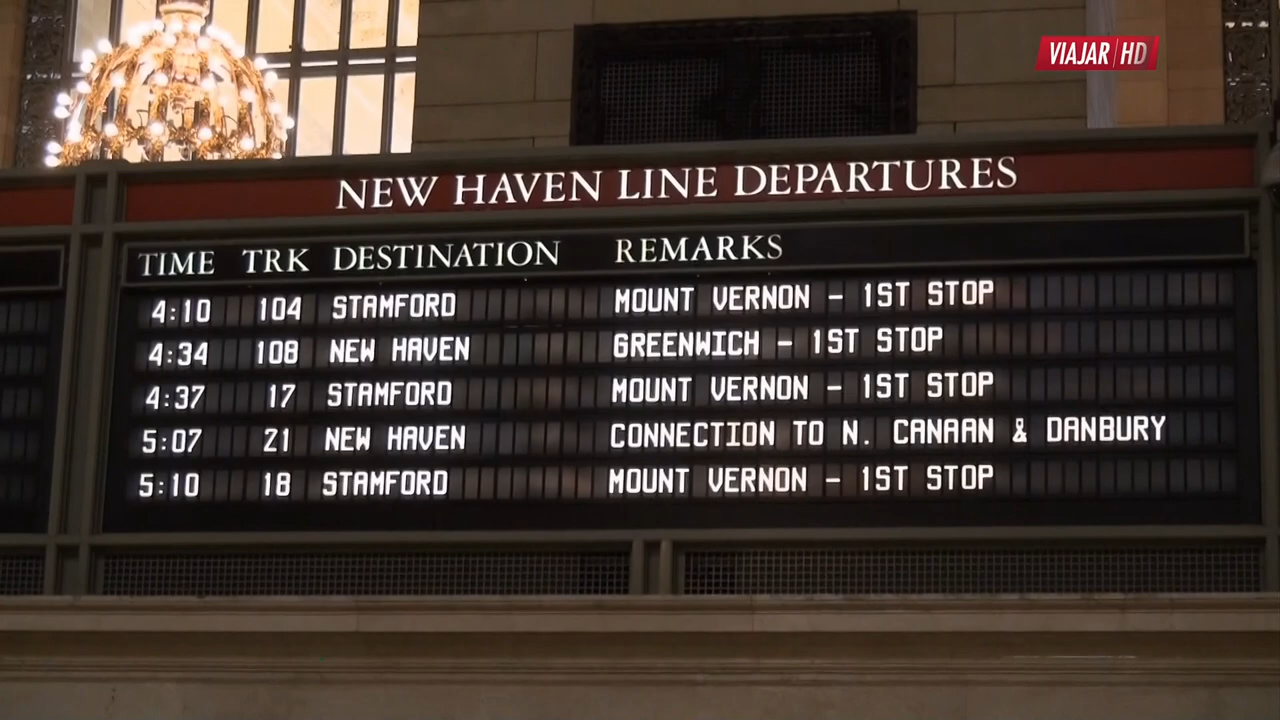 VIAJAR HD
NEW HAVEN LINE DEPARTURES
TIME TRK DESTINATION REMARKS
4:10 104 STAMFORD MOUNT VERNON - 1ST STOP
4:34 108 NEW HAVEN GREENWICH - 1ST STOP
4:37 17 STAMFORD MOUNT VERNON - 1ST STOP
5:07 21 NEW HAVEN CONNECTION TO N. CANAAN & DANBURY
5:10 18 STAMFORD MOUNT VERNON - 1ST STOP